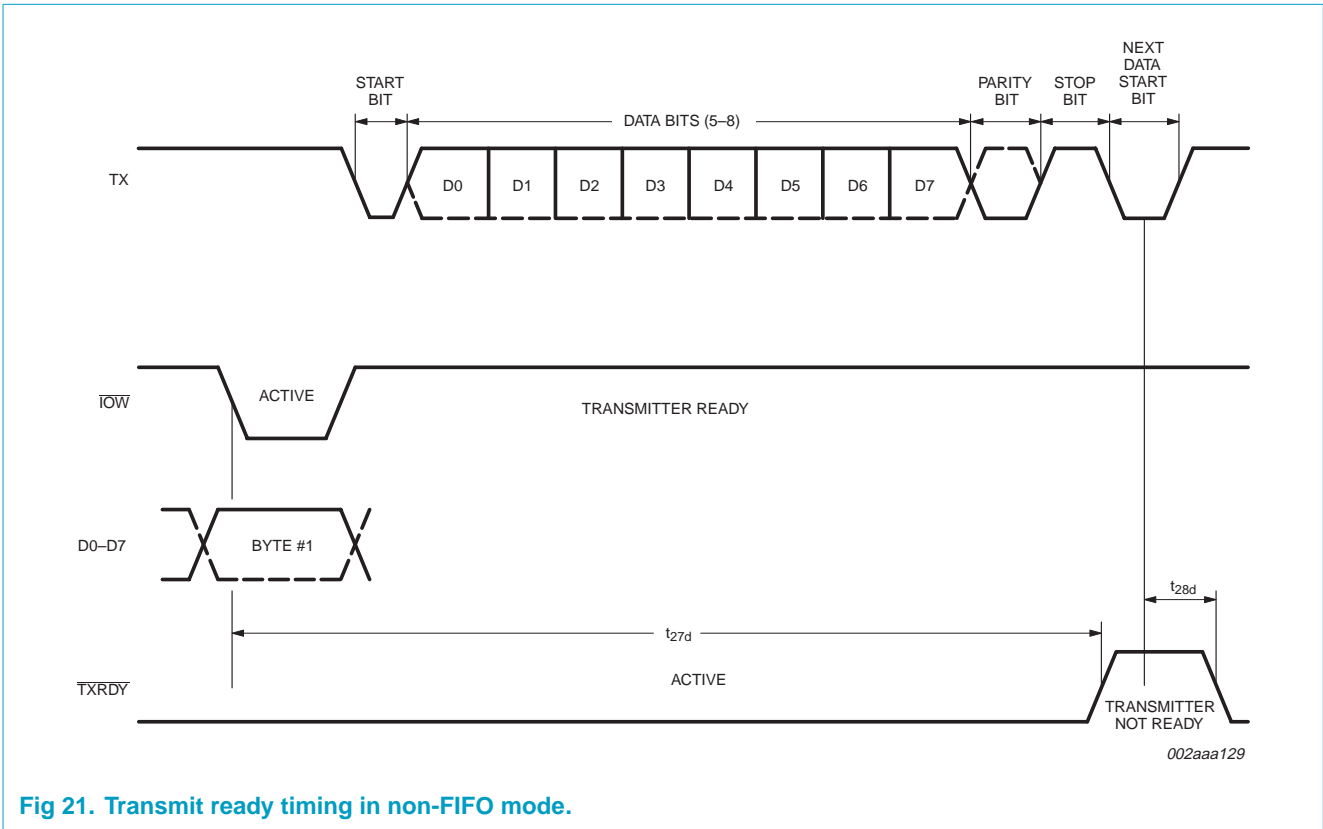 START
BIT
DATA BITS (5–8)
PARITY
BIT
STOP
BIT
NEXT
DATA
START
BIT
TX
D0
D1
D2
D3
D4
D5
D6
D7
IOW
ACTIVE
TRANSMITTER READY
D0–D7
BYTE #1
t28d
t27d
TXRDY
ACTIVE
TRANSMITTER
NOT READY
002aaa129
Fig 21. Transmit ready timing in non-FIFO mode.